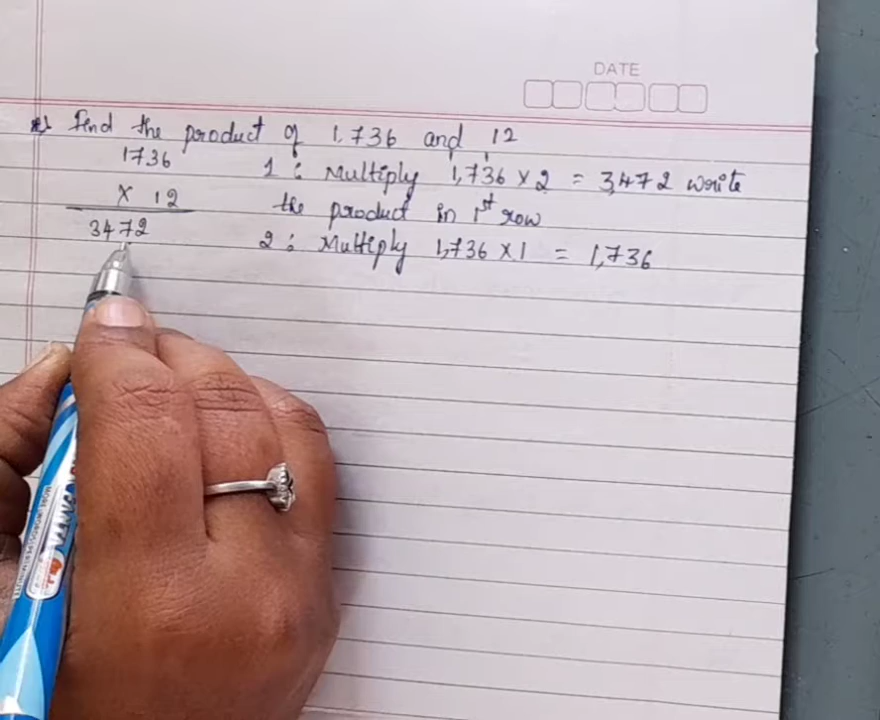 DATE
Find the product of 1,736 and 12
1736
X 12
3472
1 : Multiply 1,736 × 2 = 3,472 write
the product in 1st row
2 : Multiply 1,736 × 1 = 1,736